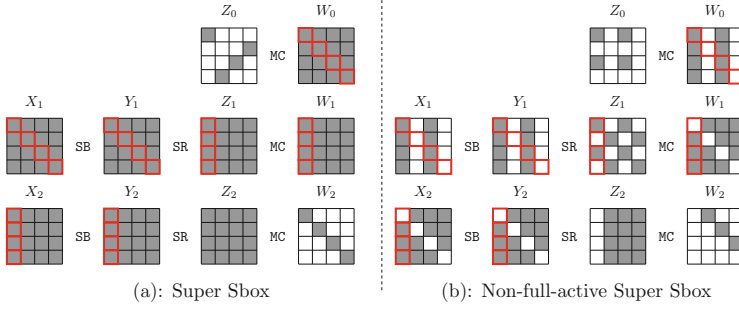 Z₀ W₀ Z₀ W₀
MC MC
X₁ Y₁ Z₁ W₁ X₁ Y₁ Z₁ W₁
SB SR MC SB SR MC
X₂ Y₂ Z₂ W₂ X₂ Y₂ Z₂ W₂
SB SR MC SB SR MC
(a): Super Sbox (b): Non-full-active Super Sbox